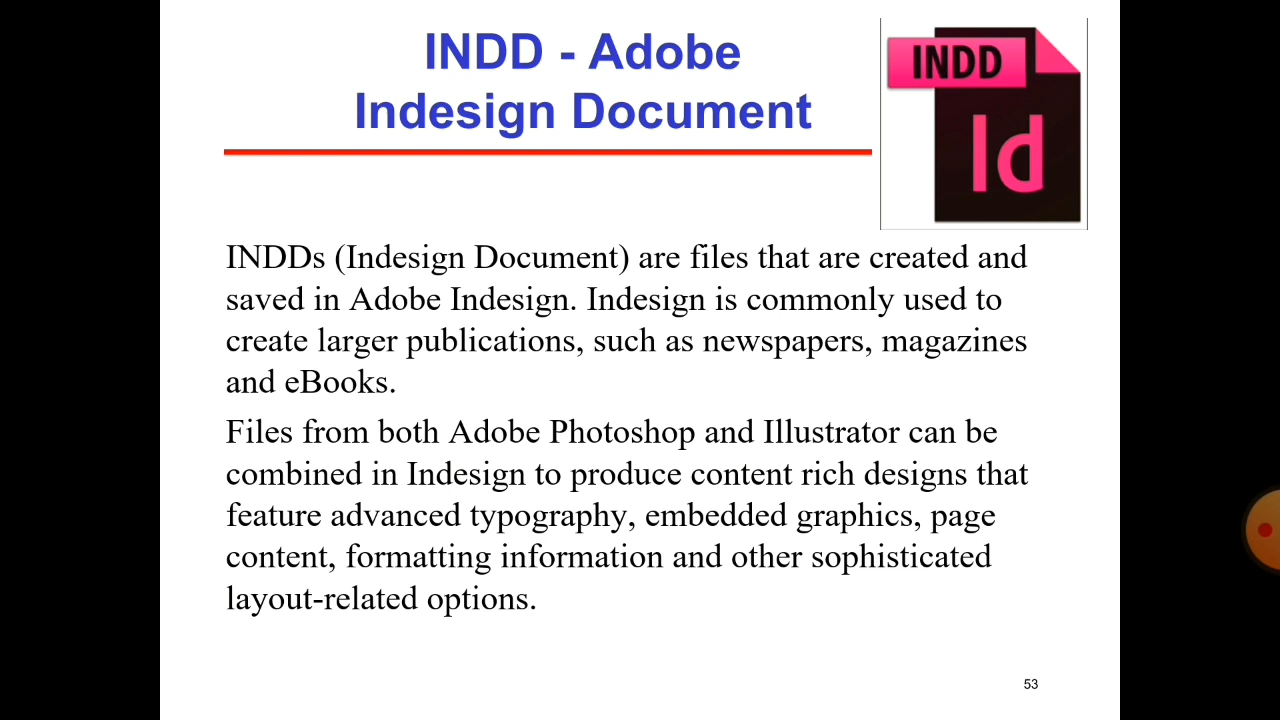 INDD - Adobe
Indesign Document
INDD
Id
INDDs (Indesign Document) are files that are created and
saved in Adobe Indesign. Indesign is commonly used to
create larger publications, such as newspapers, magazines
and eBooks.
Files from both Adobe Photoshop and Illustrator can be
combined in Indesign to produce content rich designs that
feature advanced typography, embedded graphics, page
content, formatting information and other sophisticated
layout-related options.
53